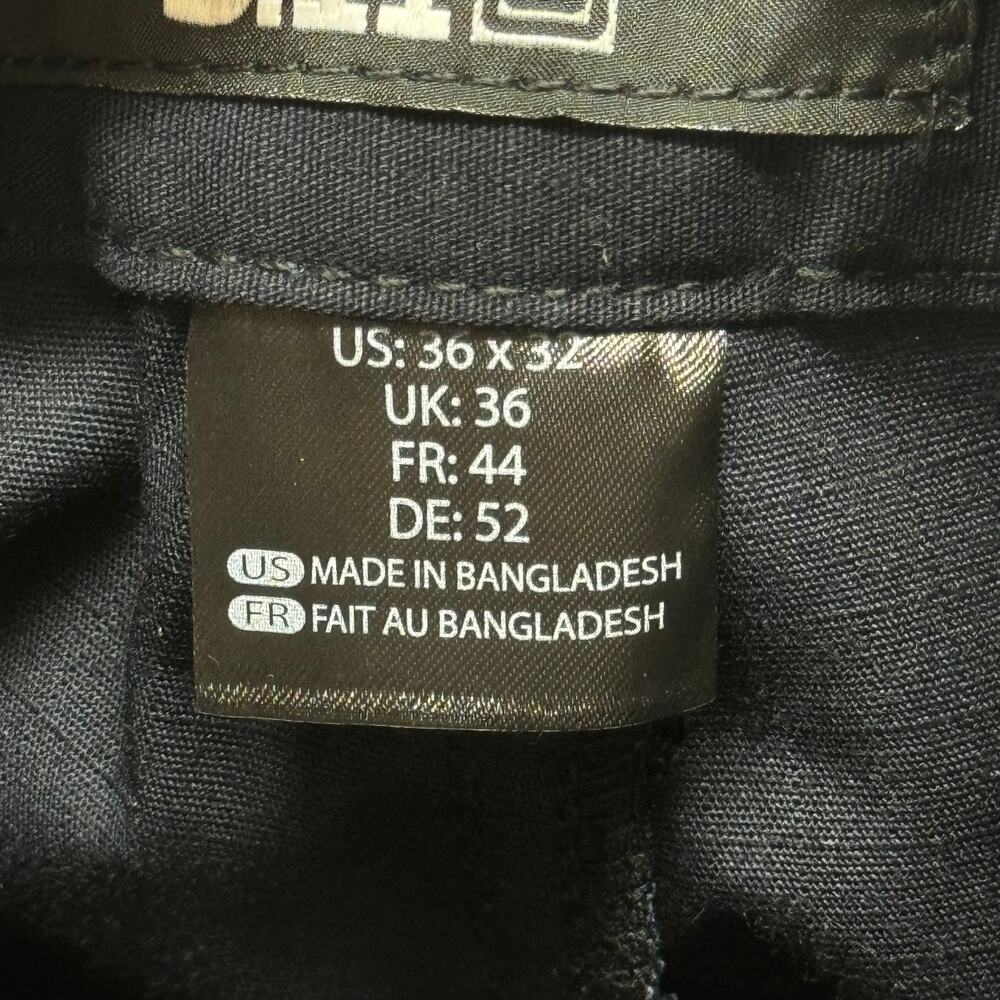 US: 36 x 32
UK: 36
FR: 44
DE: 52
US MADE IN BANGLADESH
FR FAIT AU BANGLADESH